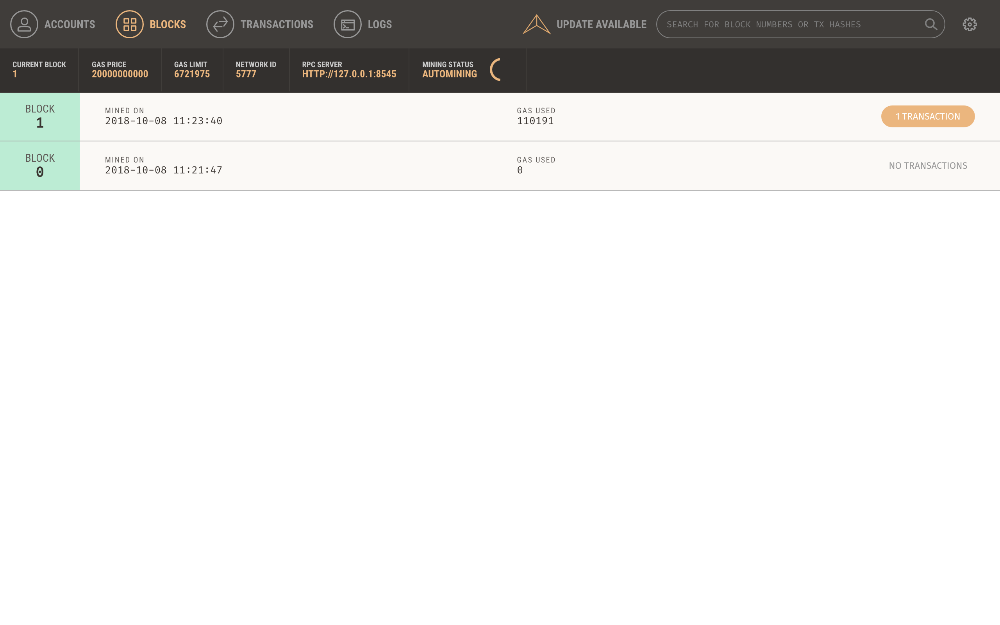 ACCOUNTS BLOCKS TRANSACTIONS LOGS UPDATE AVAILABLE SEARCH FOR BLOCK NUMBERS OR TX HASHES
CURRENT BLOCK GAS PRICE GAS LIMIT NETWORK ID RPC SERVER MINING STATUS
1 20000000000 6721975 5777 HTTP://127.0.0.1:8545 AUTOMINING
BLOCK MINED ON GAS USED
1 2018-10-08 11:23:40 110191 1 TRANSACTION
BLOCK MINED ON GAS USED
0 2018-10-08 11:21:47 0 NO TRANSACTIONS